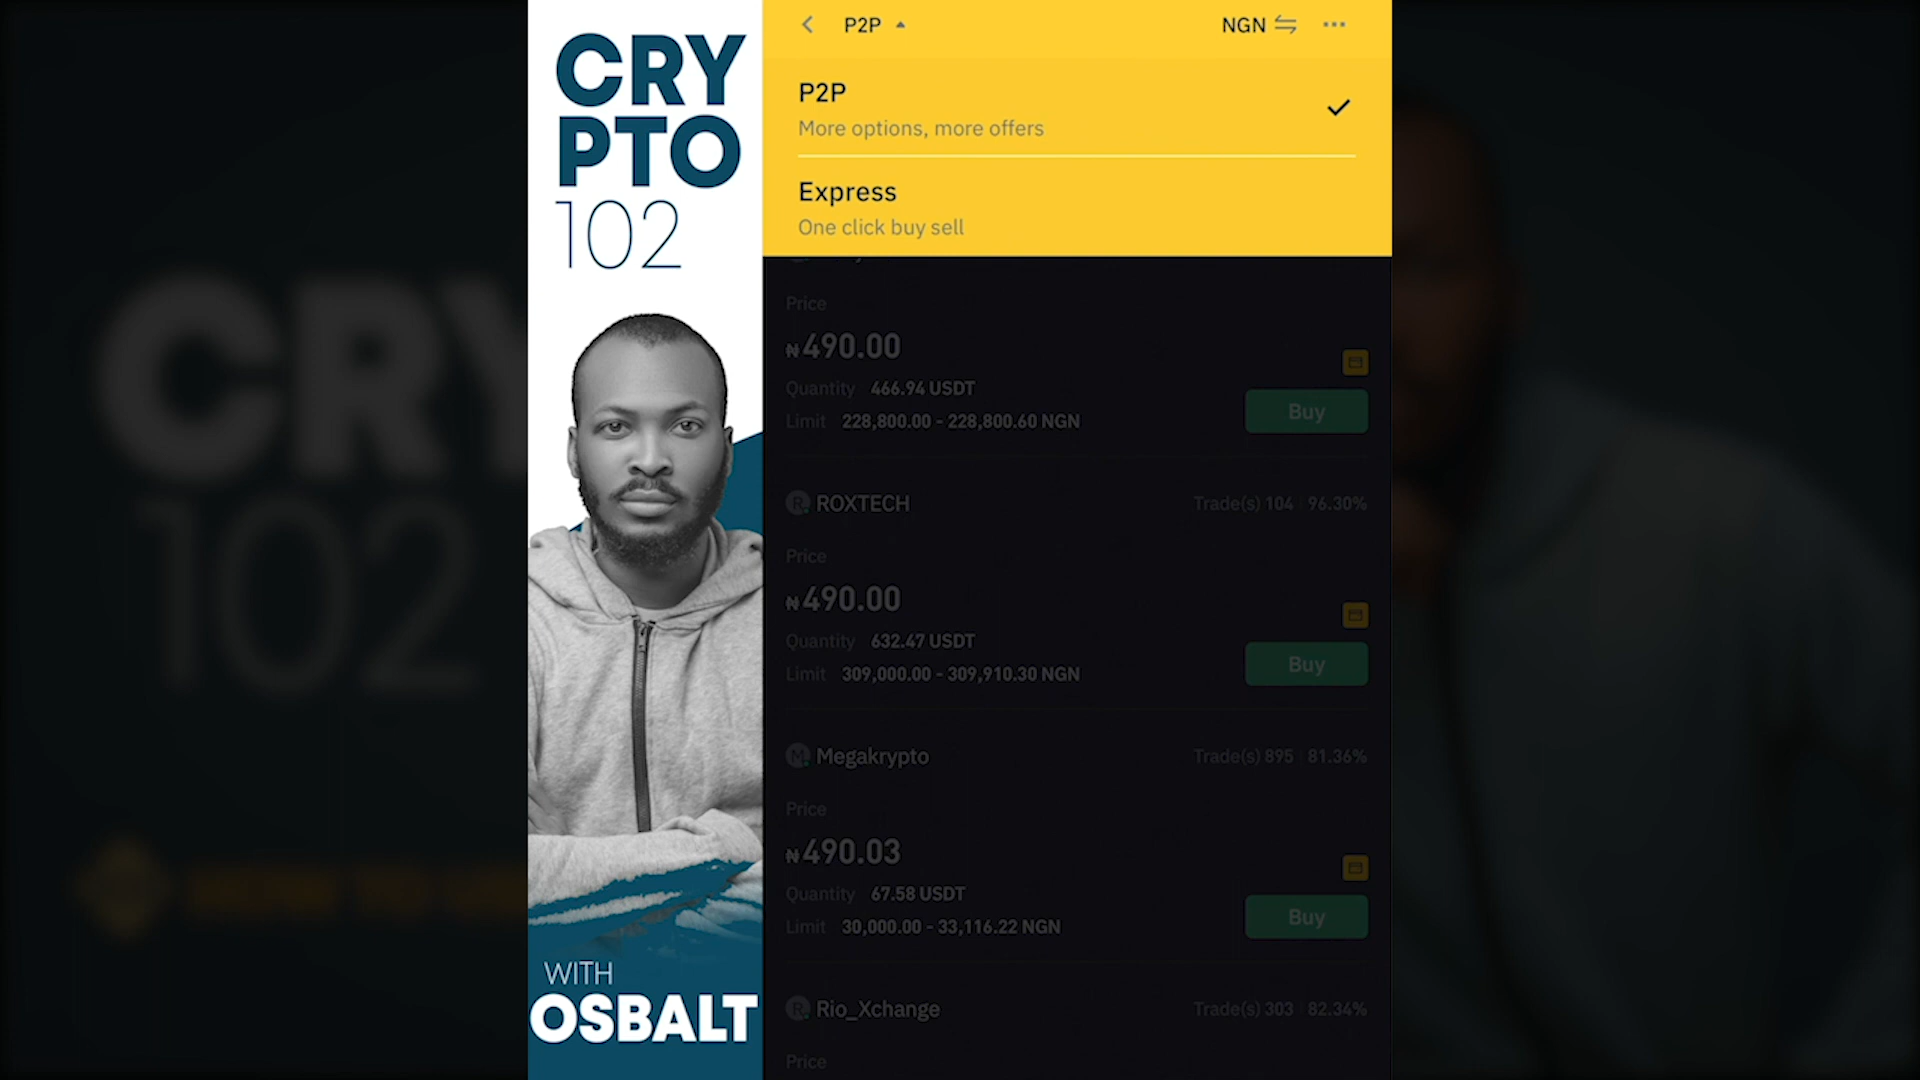 CRY
PTO
102
WITH
OSBALT
P2P
NGN
P2P
More options, more offers
Express
One click buy sell
Price
₦490.00
Quantity 466.94 USDT
Limit 228,800.00 - 228,800.60 NGN
Buy
ROXTECH
Trade(s) 104 96.30%
Price
₦490.00
Quantity 632.47 USDT
Limit 309,000.00 - 309,910.30 NGN
Buy
Megakrypto
Trade(s) 895 81.36%
Price
₦490.03
Quantity 67.58 USDT
Limit 30,000.00 - 33,116.22 NGN
Buy
Rio_Xchange
Trade(s) 303 82.34%
Price
CRY
102